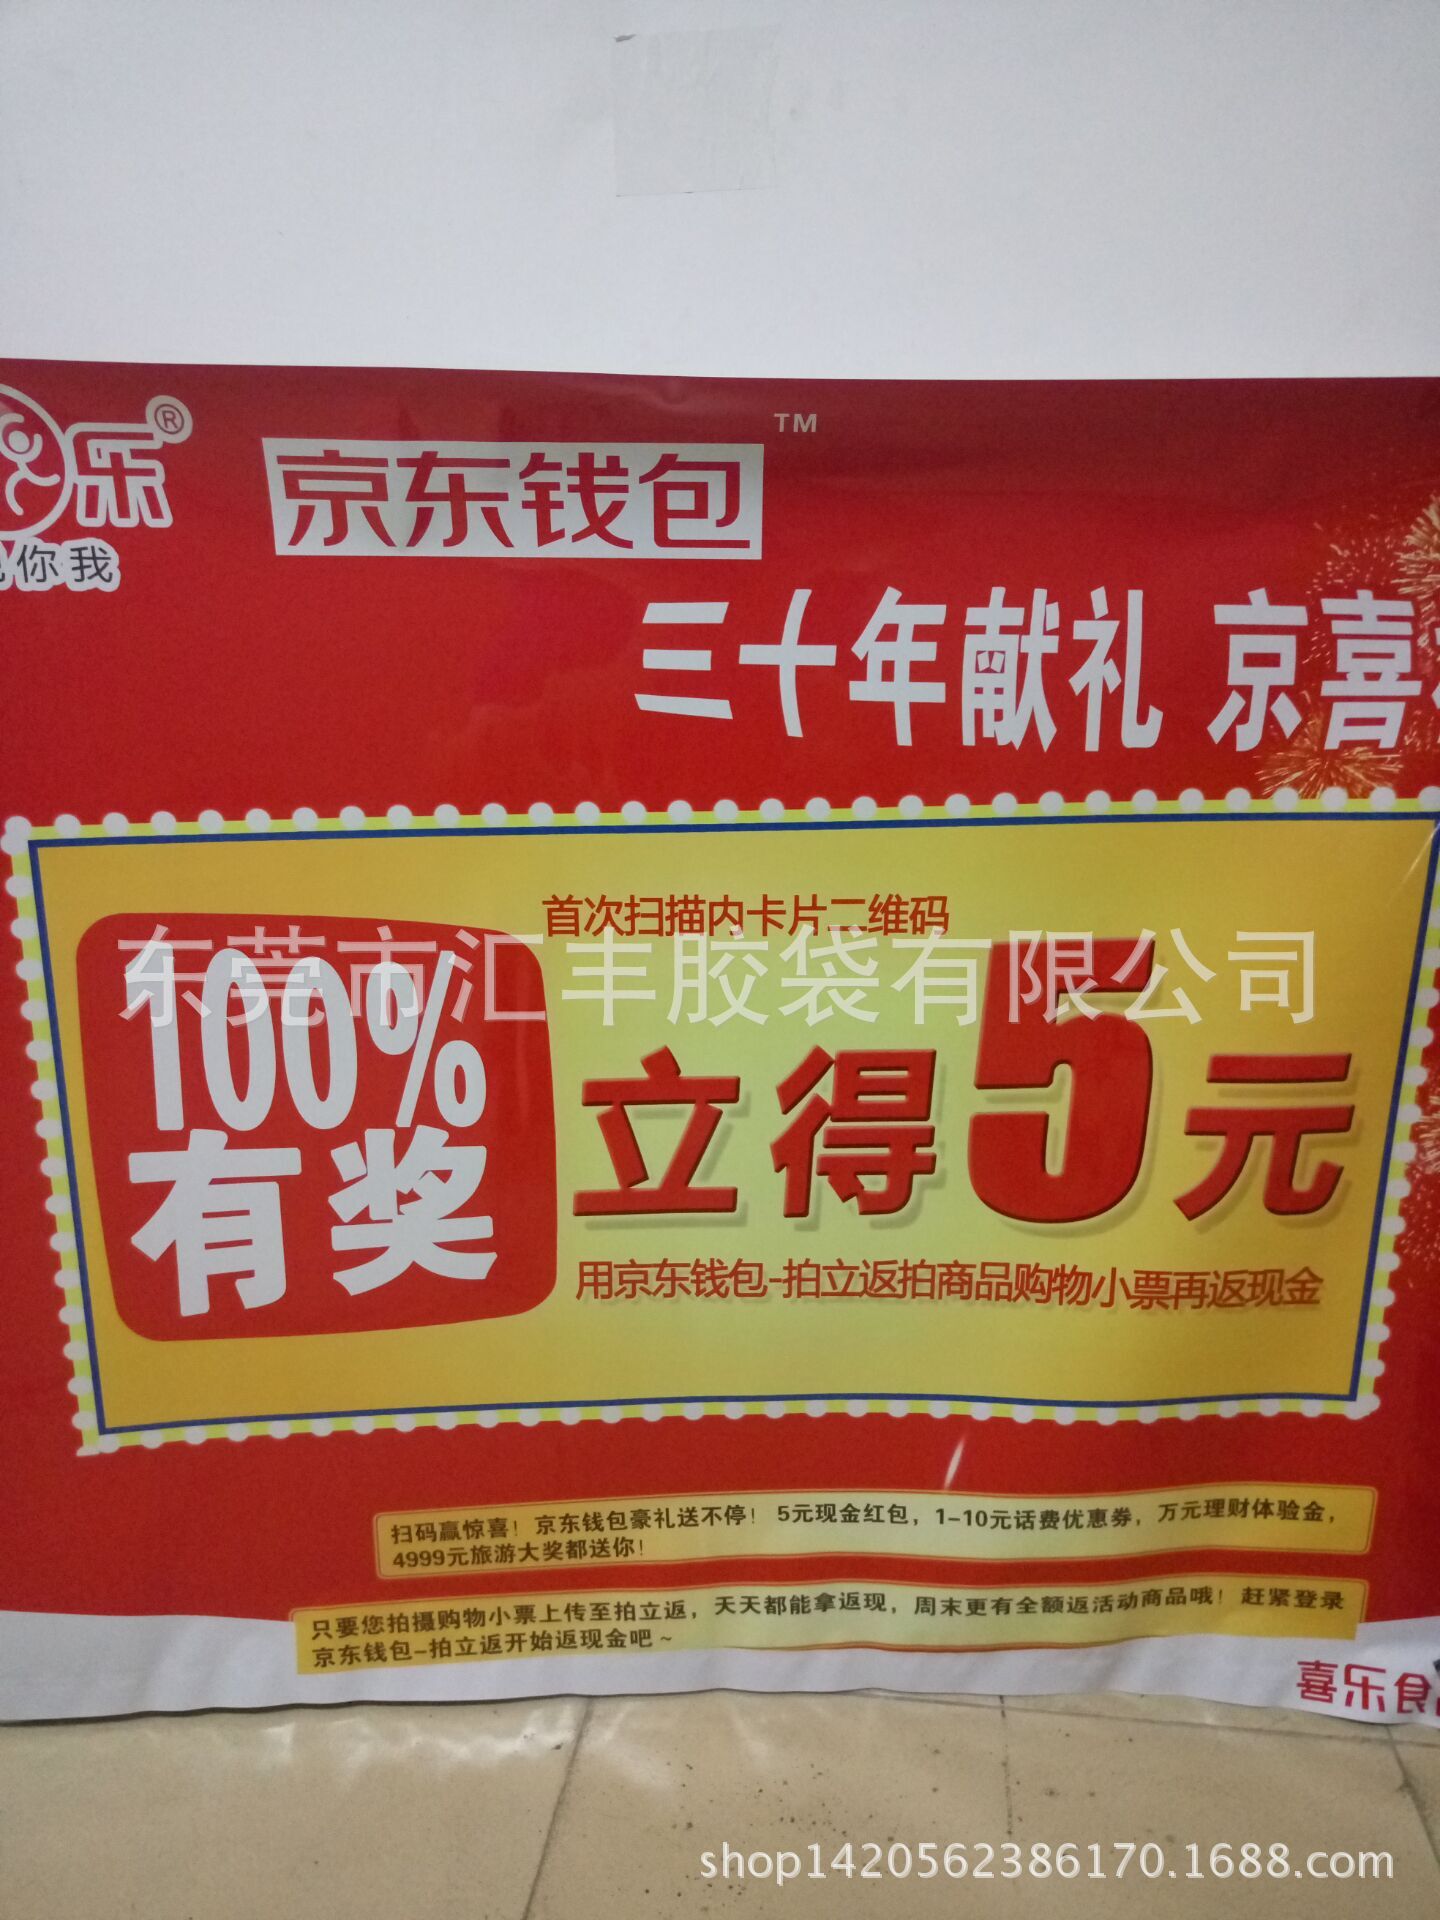 乐®
你我
京东钱包 TM
三十年献礼 京喜
首次扫描内卡片二维码
东莞市汇丰胶袋有限公司
100%
有奖
立得5元
用京东钱包-拍立返拍商品购物小票再返现金
扫码赢惊喜！京东钱包豪礼送不停！5元现金红包，1-10元话费优惠券，万元理财体验金，
4999元旅游大奖都送你！
只要您拍摄购物小票上传至拍立返，天天都能拿返现，周末更有全额返活动商品哦！赶紧登录
京东钱包-拍立返开始返现金吧～
喜乐食
shop1420562386170.1688.com